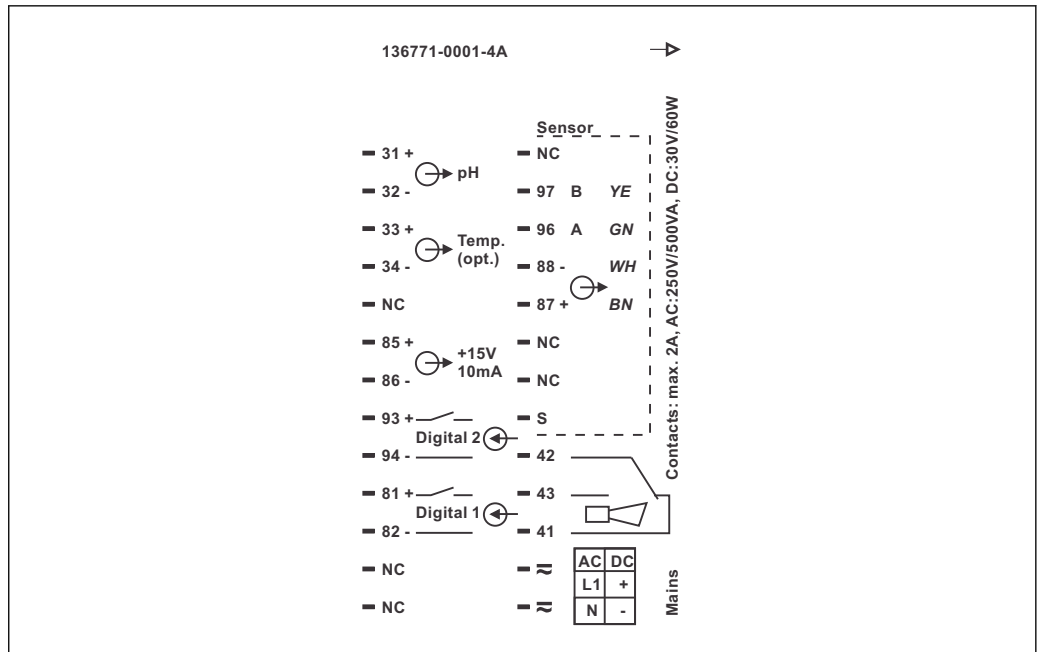 136771-0001-4A
Sensor
31 +
pH
32 -
33 +
Temp.
(opt.)
34 -
NC
85 +
+15V
10mA
86 -
93 +
Digital 2
94 -
81 +
Digital 1
82 -
NC
NC
NC
97 B YE
96 A GN
88 - WH
87 + BN
NC
NC
S
42
43
41
AC DC
L1 +
N -
Contacts: max. 2A, AC:250V/500VA, DC:30V/60W
Mains